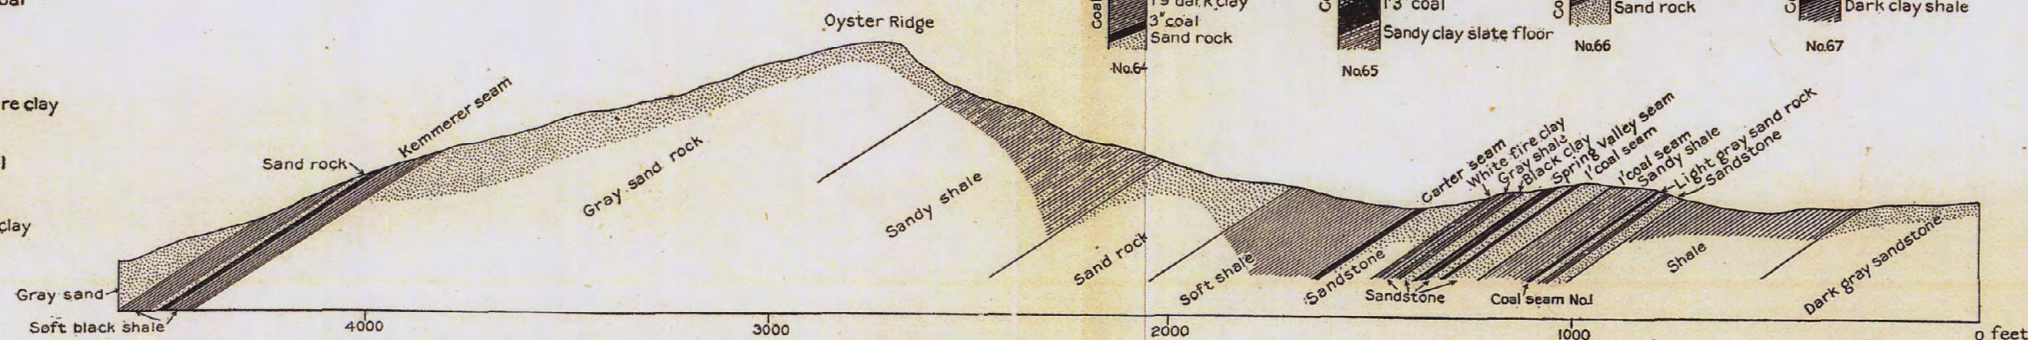 Oyster Ridge
1'9" dark clay
3" coal
Sand rock
No.64
1'3" coal
Sandy clay slate floor
No.65
Sand rock
No.66
Dark clay shale
No.67
re clay
clay
Sand rock
Kemmerer seam
Gray sand rock
Sandy shale
Sand rock
Soft shale
Carter seam
White fire clay
Gray shale
Black clay
Spring Valley seam
1' coal seam
1' coal seam
Sandy shale
Light gray sand rock
Sandstone
Gray sand
Soft black shale
Sandstone
Sandstone
Coal seam No.1
Shale
Dark gray sandstone
4000
3000
2000
1000
0 feet